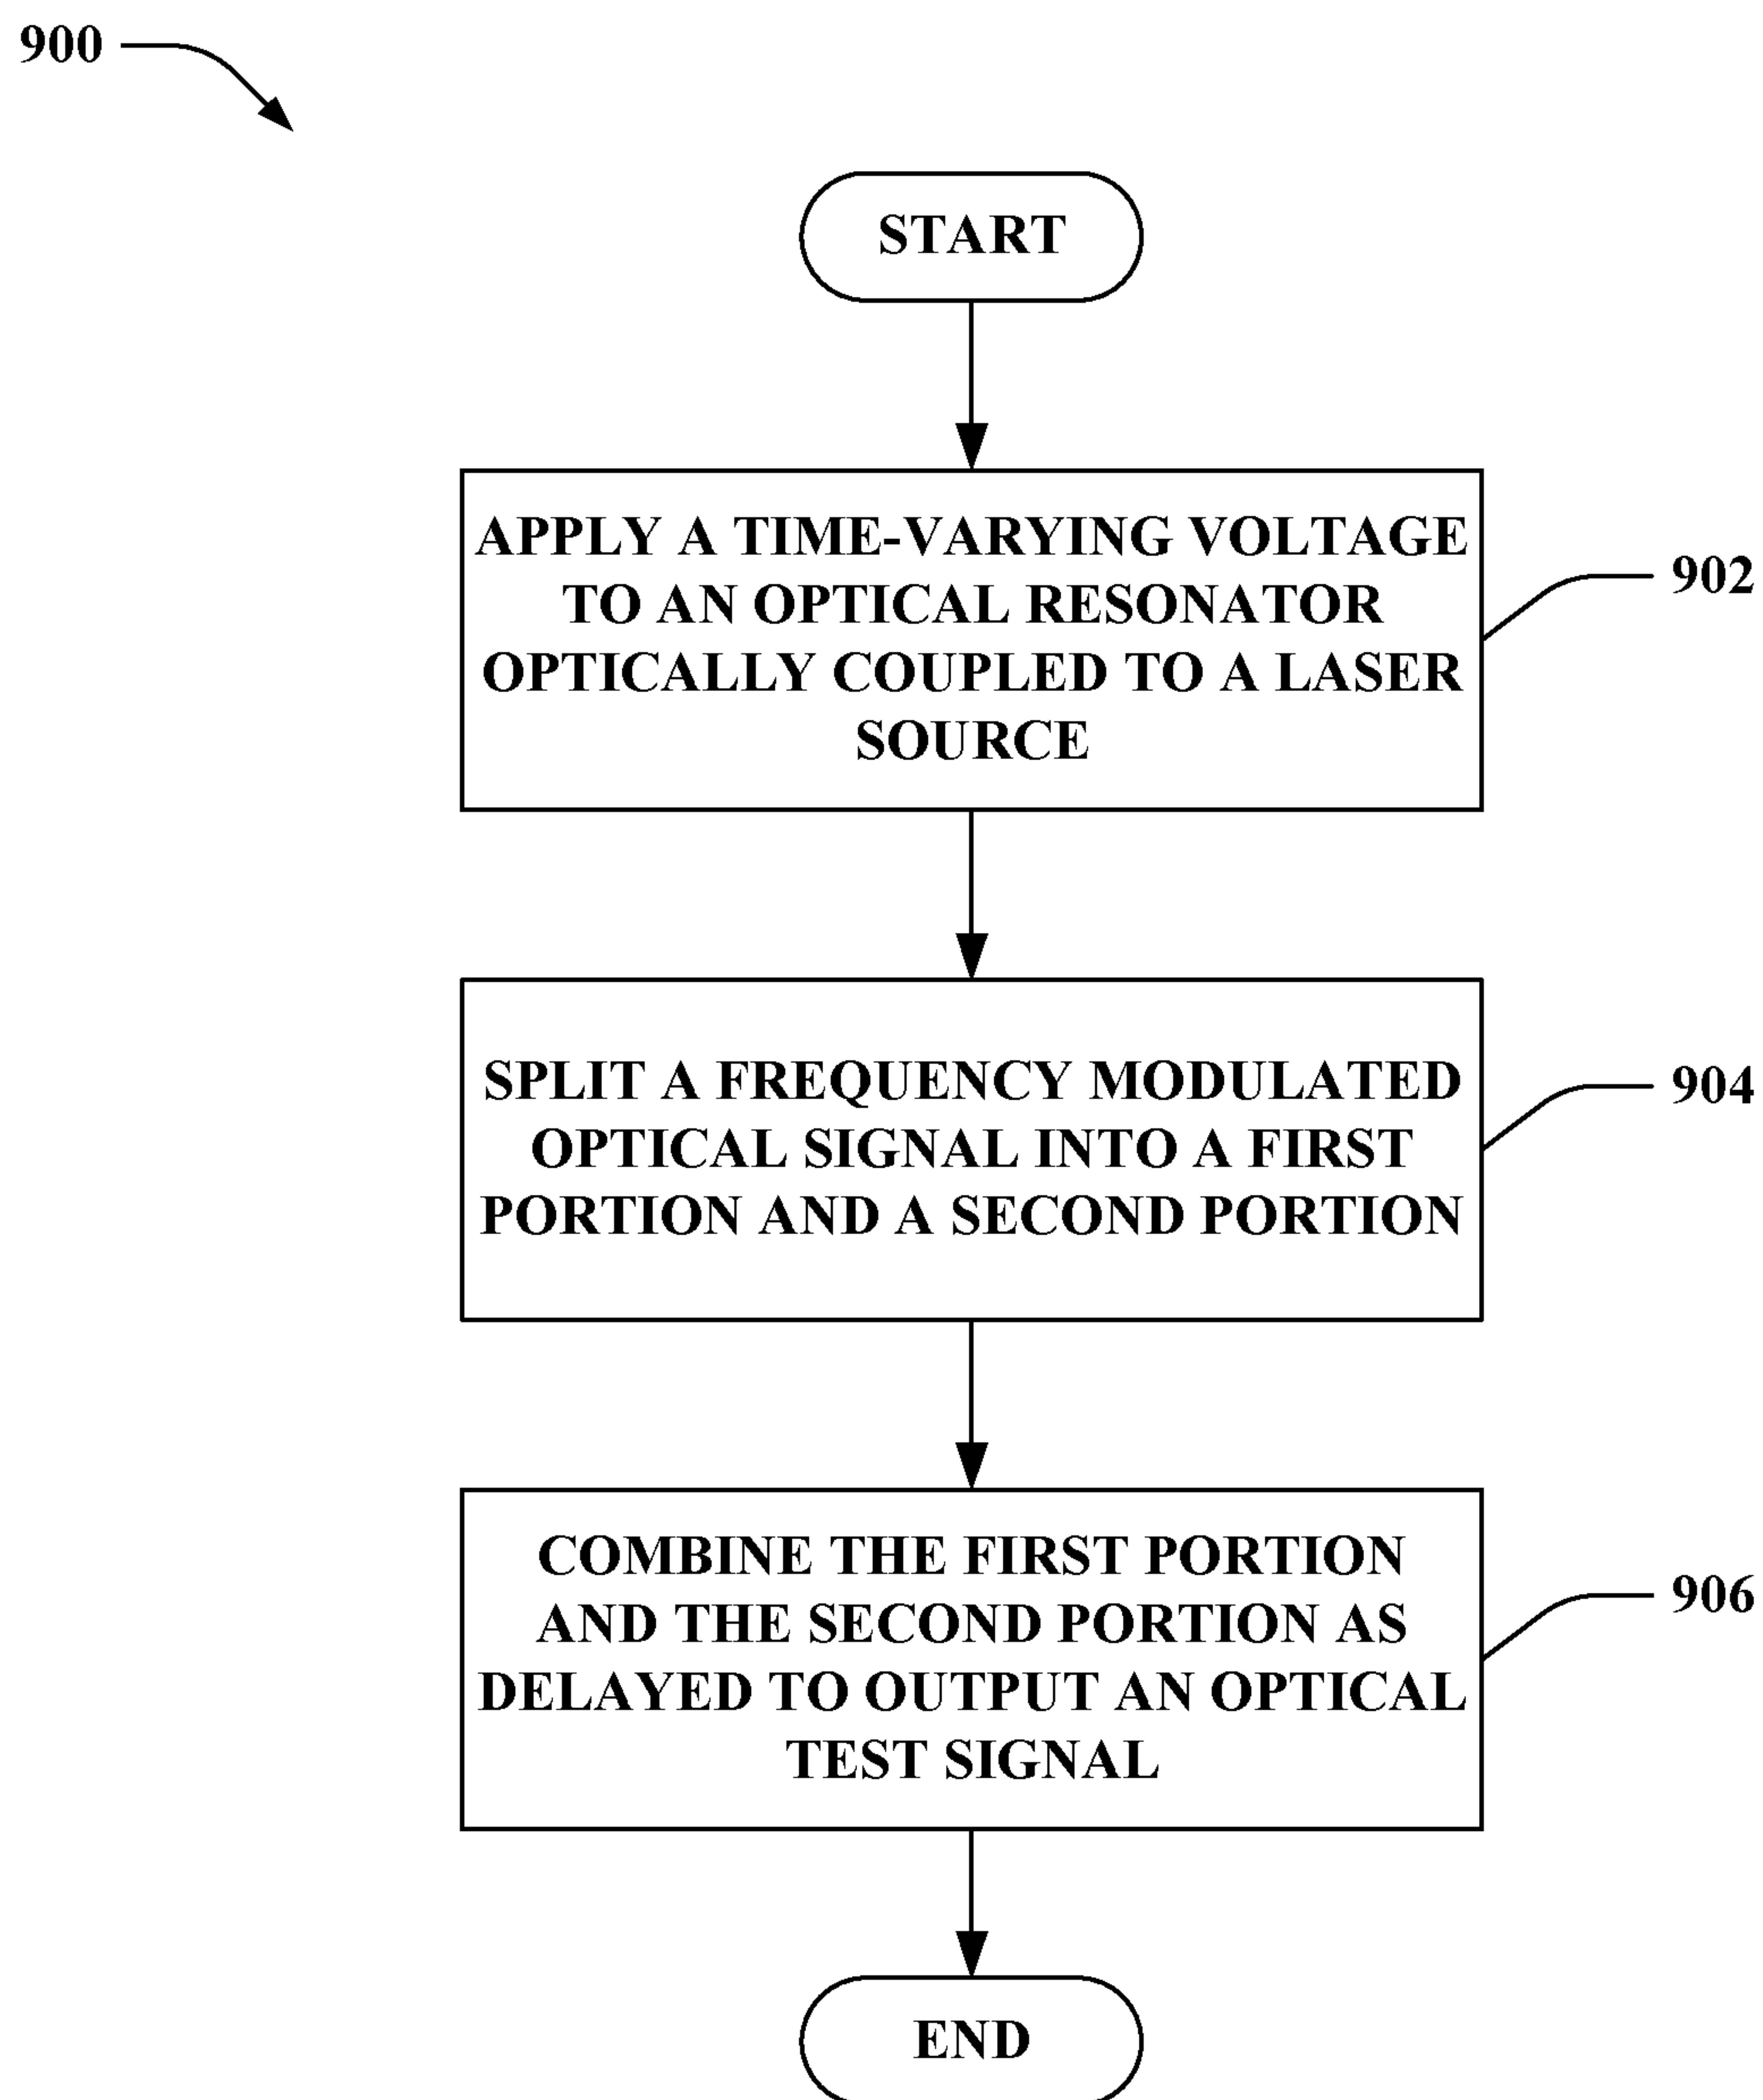 900
START
APPLY A TIME-VARYING VOLTAGE
TO AN OPTICAL RESONATOR
OPTICALLY COUPLED TO A LASER
SOURCE
902
SPLIT A FREQUENCY MODULATED
OPTICAL SIGNAL INTO A FIRST
PORTION AND A SECOND PORTION
904
COMBINE THE FIRST PORTION
AND THE SECOND PORTION AS
DELAYED TO OUTPUT AN OPTICAL
TEST SIGNAL
906
END